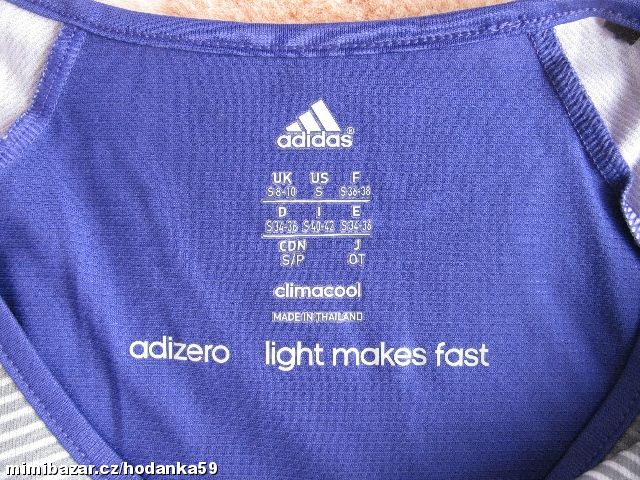 adidas®
UK US F
S·8-10 S S·36-38
D I E
S·34-36 S·40-42 S·34-38
CDN J
S/P OT
climacool
MADE IN THAILAND
adizero light makes fast
mimibazar.cz/hodanka59